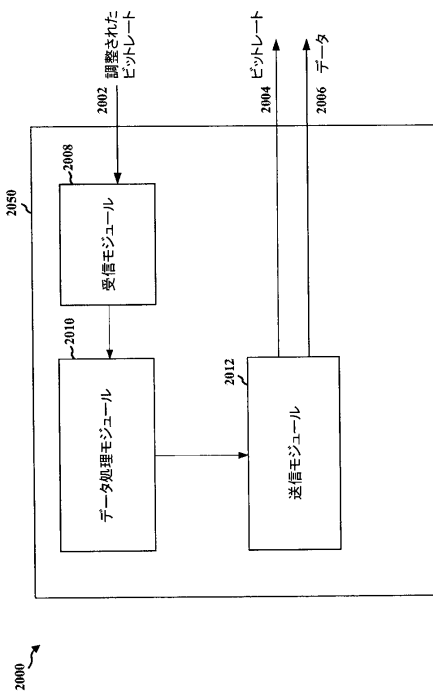 2000
2050
2002
調整された
ビットレート
2008
受信モジュール
2010
データ処理モジュール
2012
送信モジュール
ビットレート
2004
データ
2006